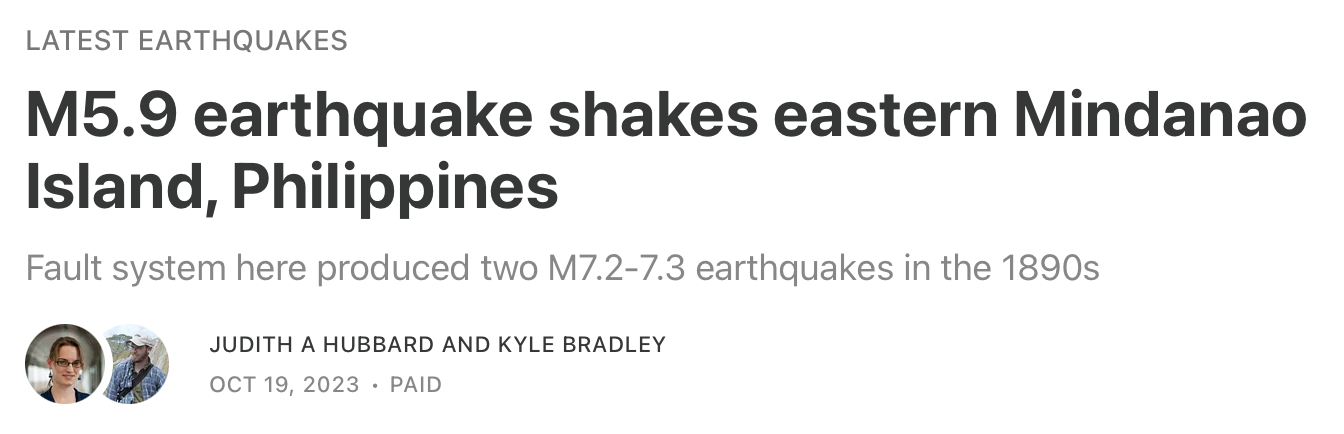 LATEST EARTHQUAKES
M5.9 earthquake shakes eastern Mindanao
Island, Philippines
Fault system here produced two M7.2-7.3 earthquakes in the 1890s
JUDITH A HUBBARD AND KYLE BRADLEY
OCT 19, 2023 • PAID